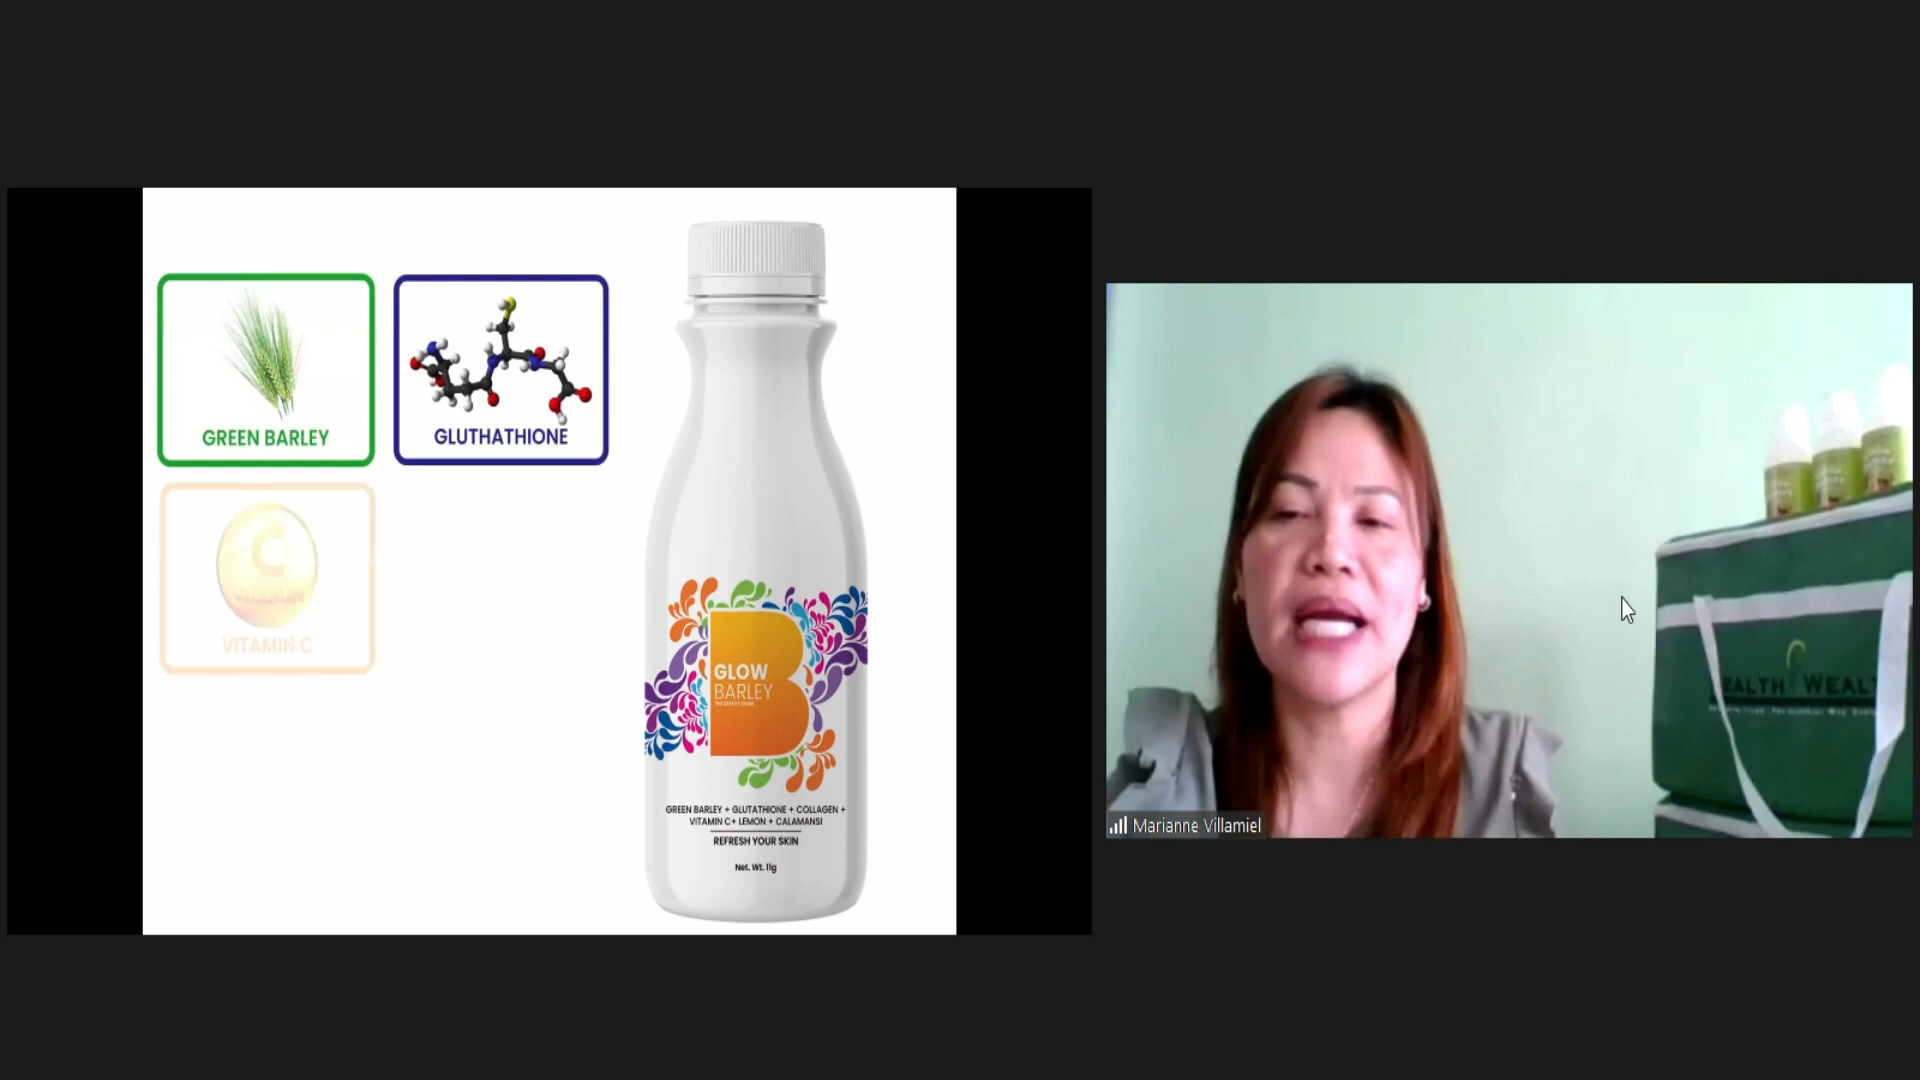 GREEN BARLEY
GLUTHATHIONE
C
VITAMIN C
GLOW
BARLEY
GREEN BARLEY + GLUTATHIONE + COLLAGEN +
VITAMIN C+ LEMON + CALAMANSI
REFRESH YOUR SKIN
Net. Wt. 11g
Marianne Villamiel